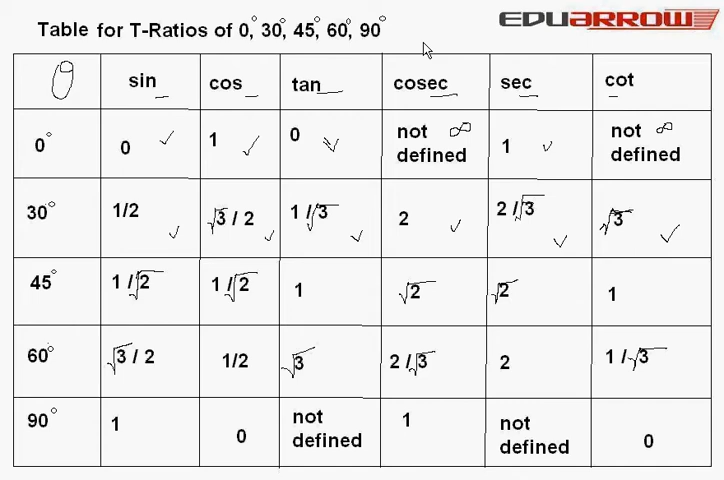 Table for T-Ratios of 0°, 30°, 45°, 60°, 90°
EDUARROW
θ sin cos tan cosec sec cot
0° 0 ✓ 1 ✓ 0 ✓ not defined ∞ 1 ✓ not defined ∞
30° 1/2 ✓ √3 / 2 ✓ 1 / √3 ✓ 2 ✓ 2 / √3 ✓ √3 ✓
45° 1 / √2 1 / √2 1 √2 √2 1
60° √3 / 2 1/2 √3 2 / √3 2 1 / √3
90° 1 0 not defined 1 not defined 0